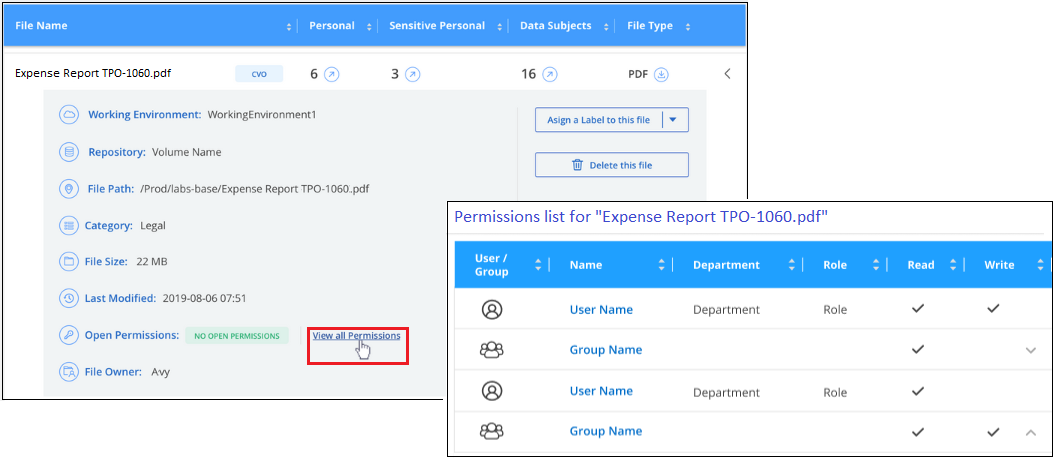 File Name Personal Sensitive Personal Data Subjects File Type
Expense Report TPO-1060.pdf CVO 6 3 16 PDF
Working Environment: WorkingEnvironment1
Asign a Label to this file
Repository: Volume Name
Delete this file
File Path: /Prod/labs-base/Expense Report TPO-1060.pdf
Category: Legal
File Size: 22 MB
Last Modified: 2019-08-06 07:51
Open Permissions: NO OPEN PERMISSIONS View all Permissions
File Owner: Avy
Permissions list for "Expense Report TPO-1060.pdf"
User / Group Name Department Role Read Write
User Name Department Role
Group Name
User Name Department Role
Group Name